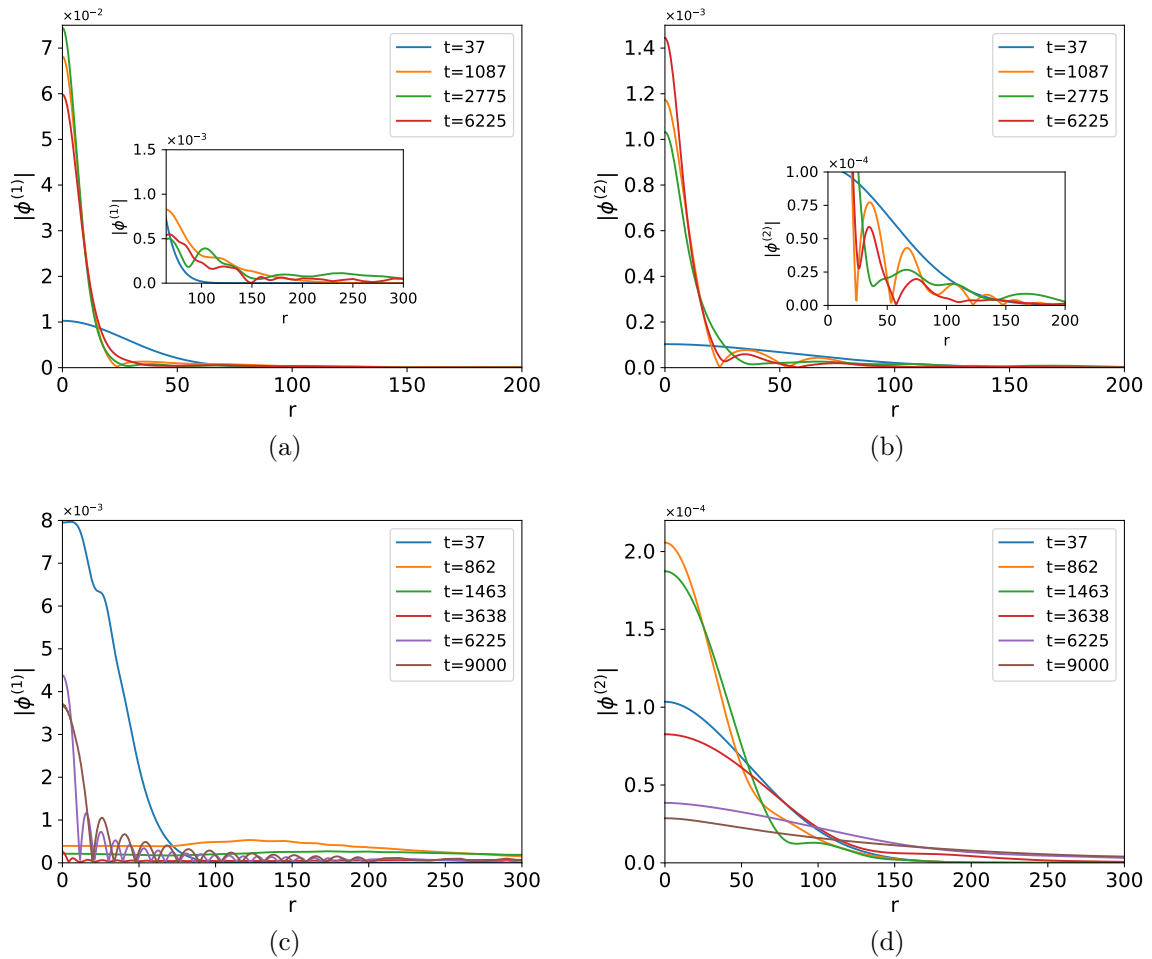 ×10⁻²
|ϕ⁽¹⁾|
7
6
5
4
3
2
1
0
0 50 100 150 200
r
t=37
t=1087
t=2775
t=6225
×10⁻³
|ϕ⁽¹⁾|
1.5
1.0
0.5
0.0
100 150 200 250 300
r
(a)
×10⁻³
|ϕ⁽²⁾|
1.4
1.2
1.0
0.8
0.6
0.4
0.2
0.0
0 50 100 150 200
r
t=37
t=1087
t=2775
t=6225
×10⁻⁴
|ϕ⁽²⁾|
1.00
0.75
0.50
0.25
0.00
0 50 100 150 200
r
(b)
×10⁻³
|ϕ⁽¹⁾|
8
7
6
5
4
3
2
1
0
0 50 100 150 200 250 300
r
t=37
t=862
t=1463
t=3638
t=6225
t=9000
(c)
×10⁻⁴
|ϕ⁽²⁾|
2.0
1.5
1.0
0.5
0.0
0 50 100 150 200 250 300
r
t=37
t=862
t=1463
t=3638
t=6225
t=9000
(d)